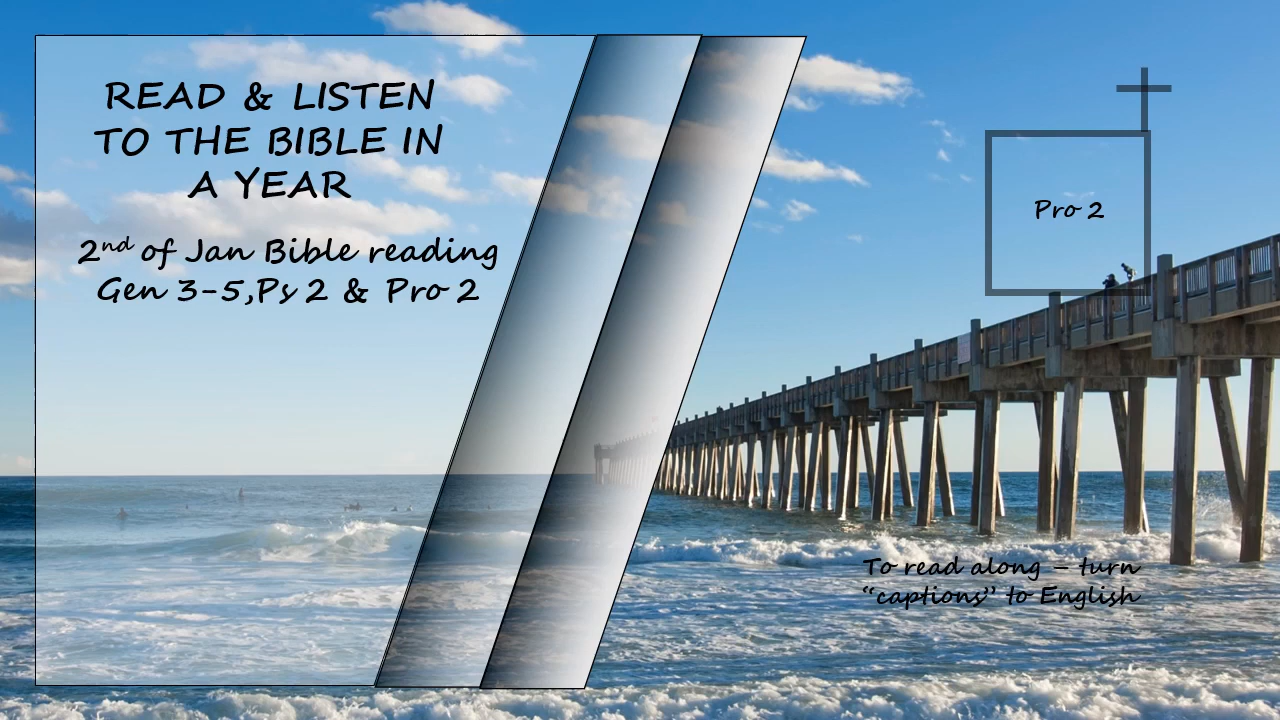 READ & LISTEN
TO THE BIBLE IN
A YEAR
2nd of Jan Bible reading
Gen 3-5,Ps 2 & Pro 2
Pro 2
To read along – turn
“captions” to English